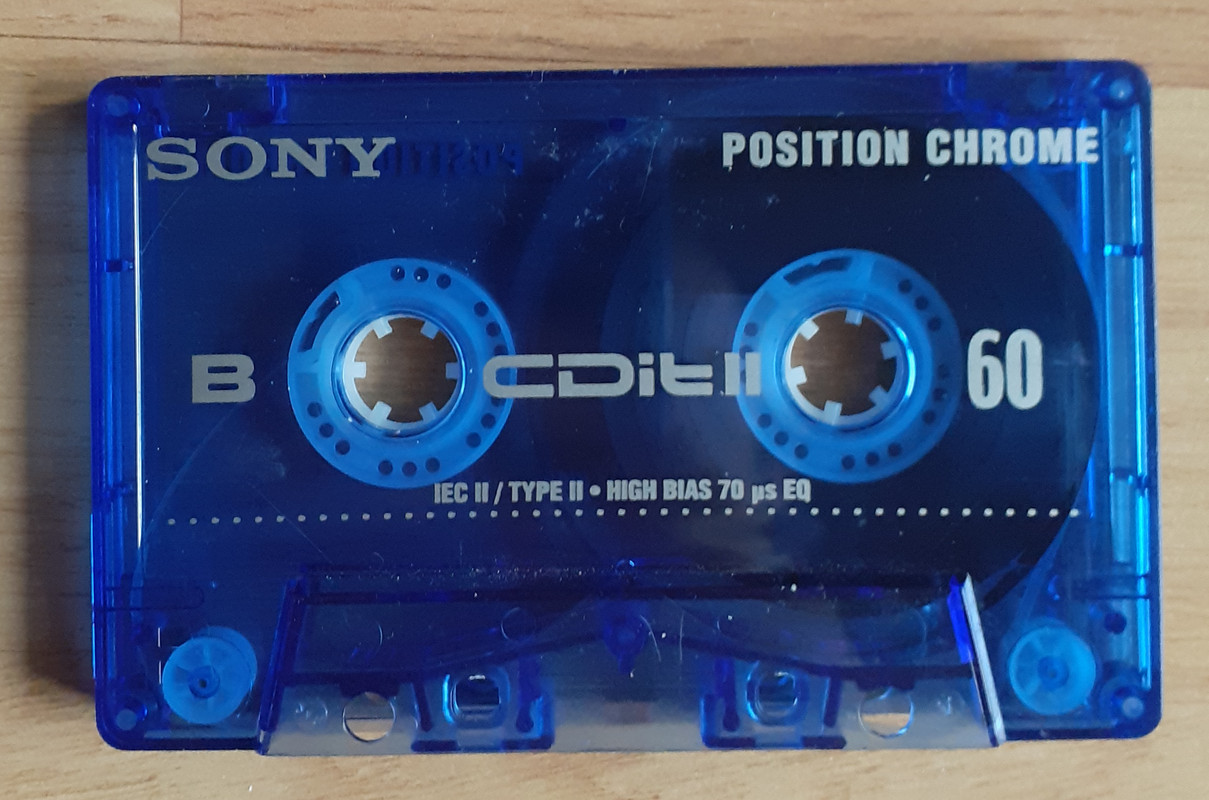 SONY
POSITION CHROME
B
CDit II
60
IEC II / TYPE II • HIGH BIAS 70 µs EQ